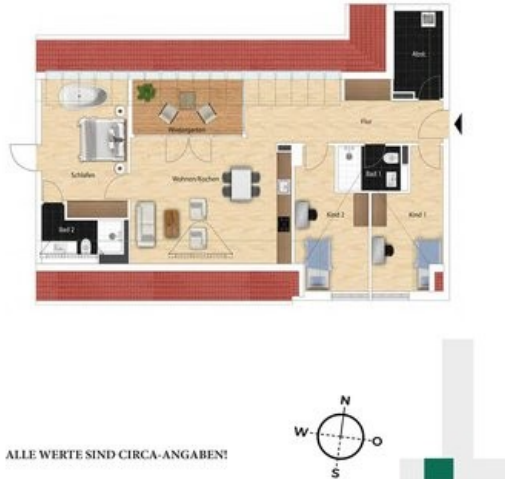 Abst.
Wintergarten
Flur
Schlafen
Wohnen/Kochen
Bad 1
Bad 2
Kind 2
Kind 1
N
W
O
S
ALLE WERTE SIND CIRCA-ANGABEN!